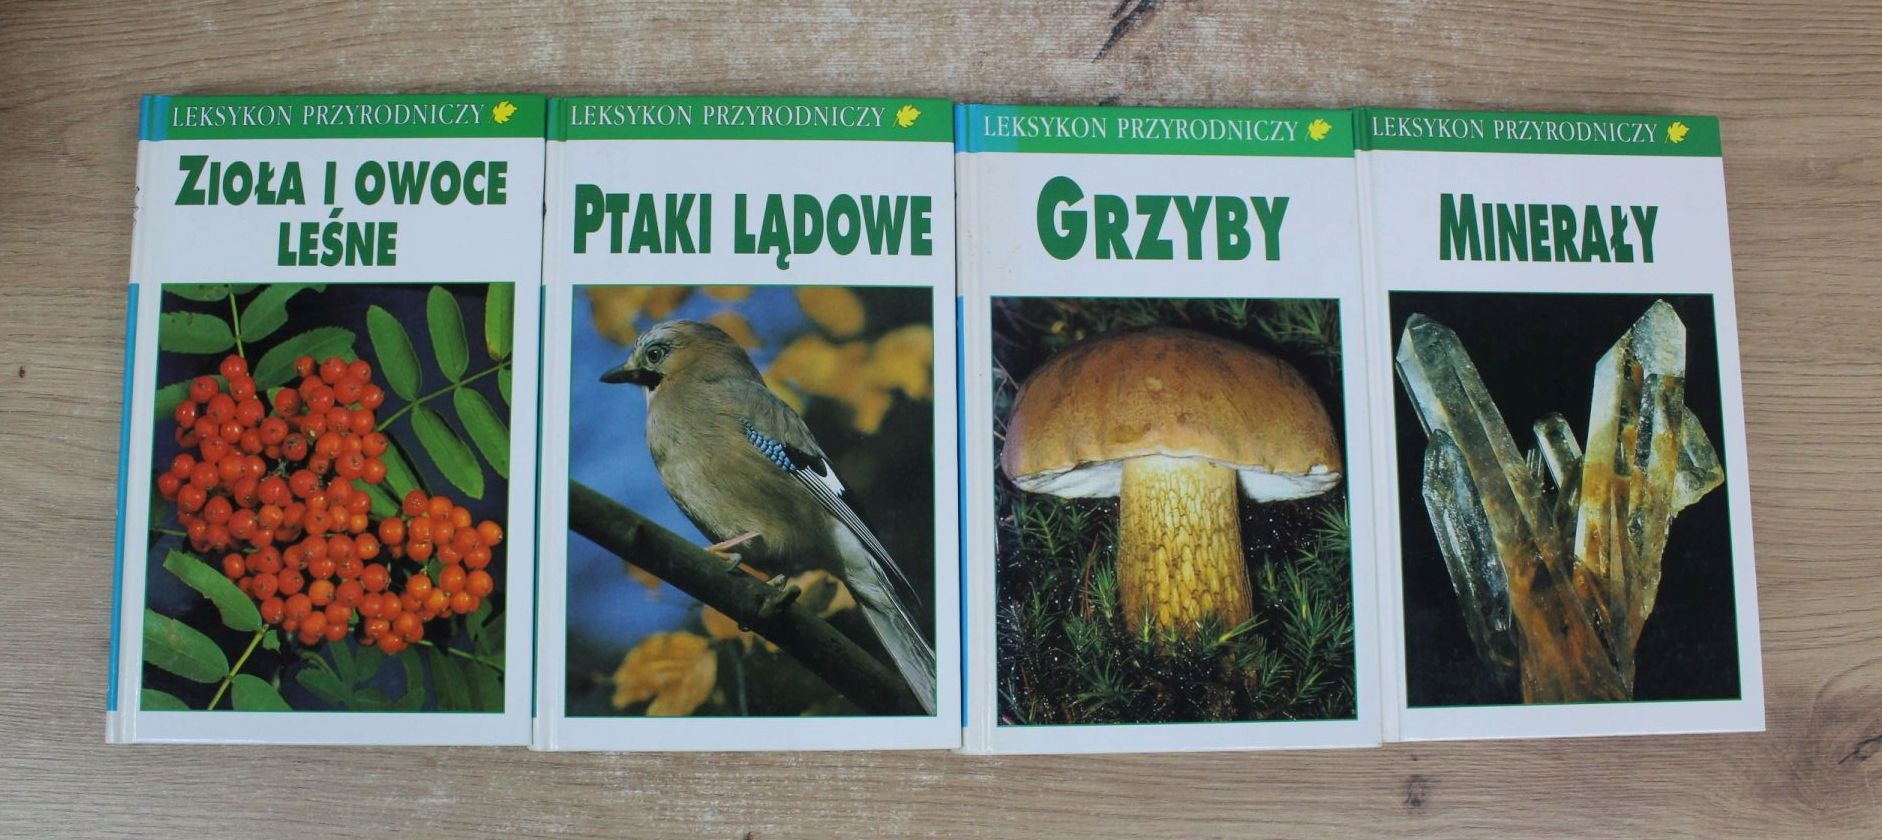 LEKSYKON PRZYRODNICZY
ZIOŁA I OWOCE
LEŚNE
LEKSYKON PRZYRODNICZY
PTAKI LĄDOWE
LEKSYKON PRZYRODNICZY
GRZYBY
LEKSYKON PRZYRODNICZY
MINERAŁY